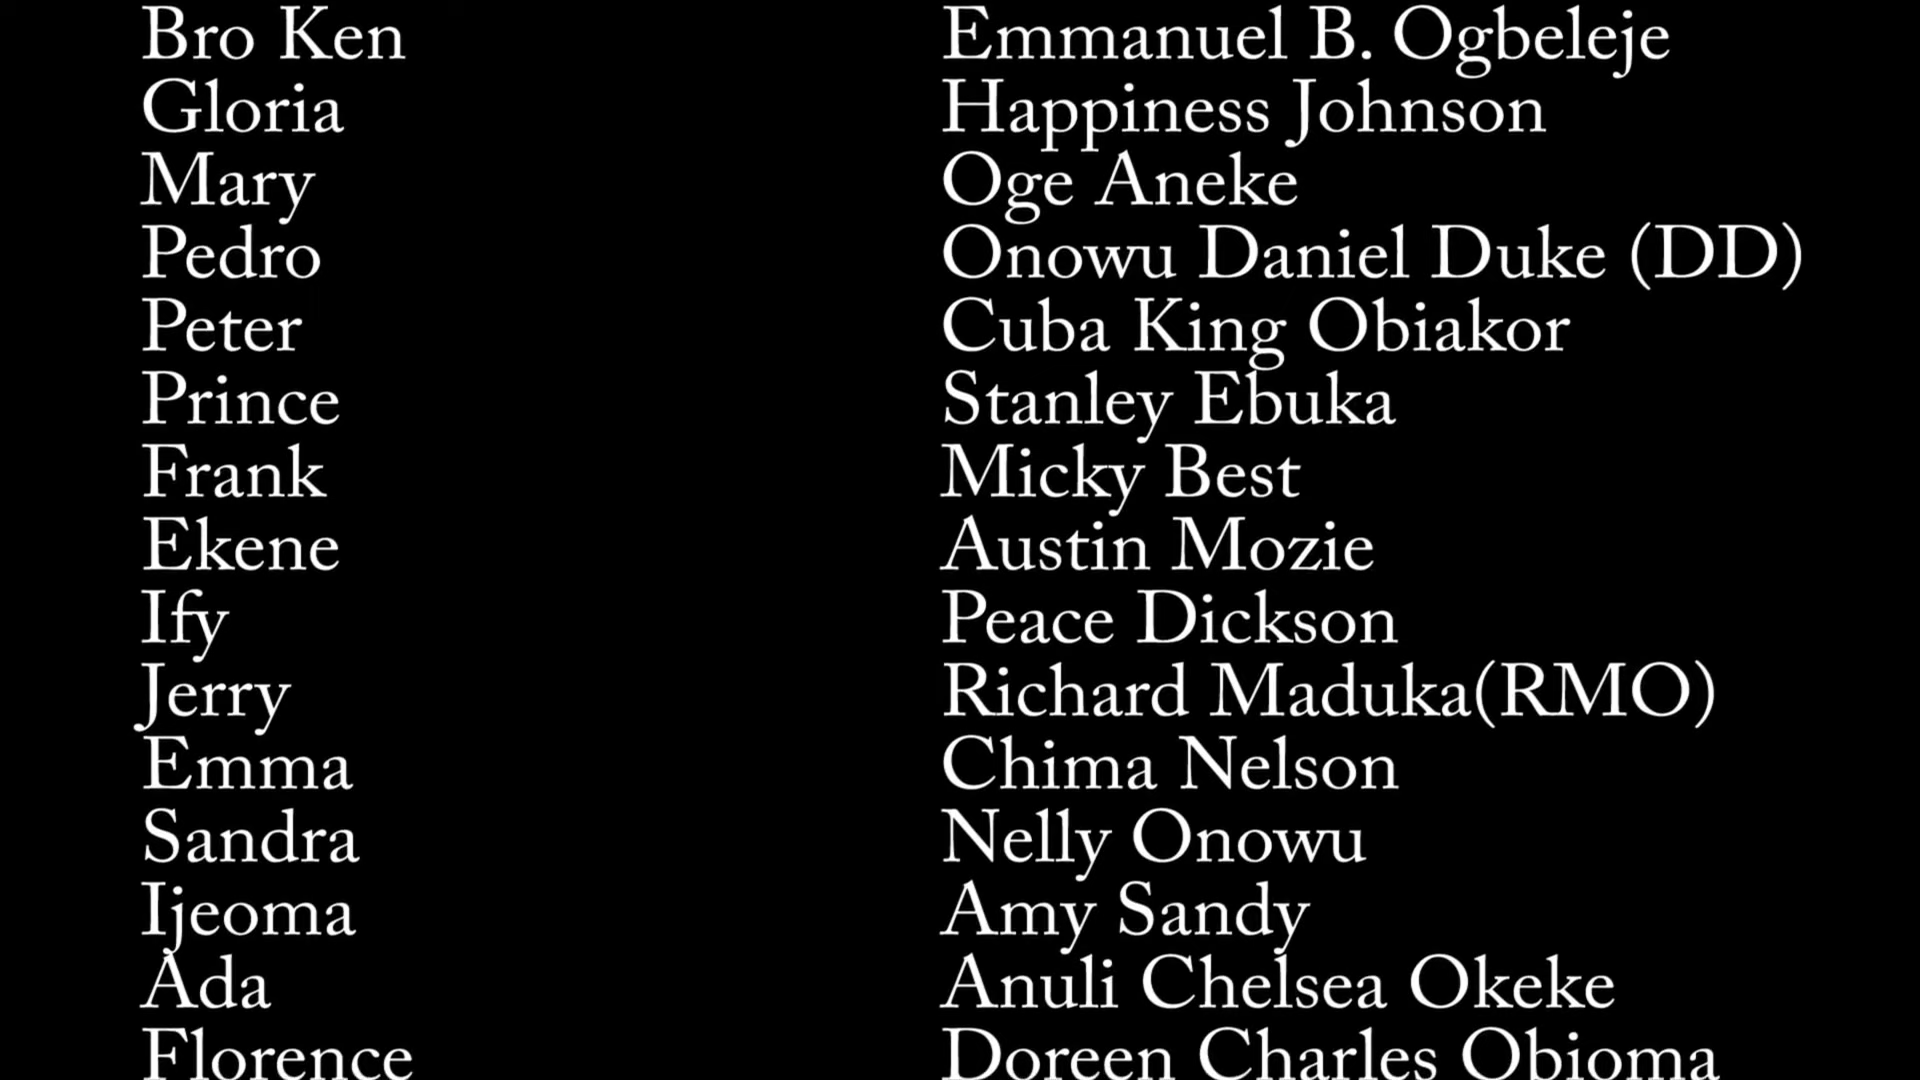 Bro Ken Emmanuel B. Ogbeleje
Gloria Happiness Johnson
Mary Oge Aneke
Pedro Onowu Daniel Duke (DD)
Peter Cuba King Obiakor
Prince Stanley Ebuka
Frank Micky Best
Ekene Austin Mozie
Ify Peace Dickson
Jerry Richard Maduka(RMO)
Emma Chima Nelson
Sandra Nelly Onowu
Ijeoma Amy Sandy
Ada Anuli Chelsea Okeke
Florence Doreen Charles Obioma